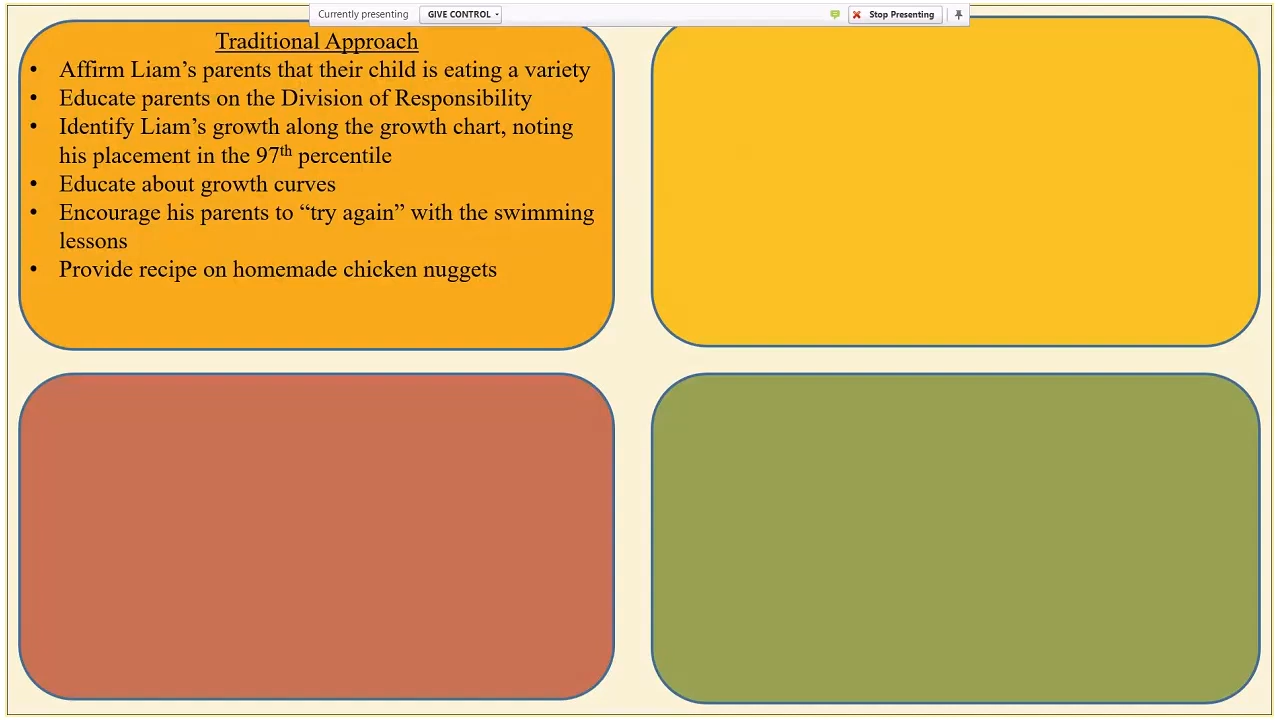 Currently presenting GIVE CONTROL Stop Presenting
Traditional Approach
• Affirm Liam’s parents that their child is eating a variety
• Educate parents on the Division of Responsibility
• Identify Liam’s growth along the growth chart, noting
his placement in the 97th percentile
• Educate about growth curves
• Encourage his parents to “try again” with the swimming
lessons
• Provide recipe on homemade chicken nuggets